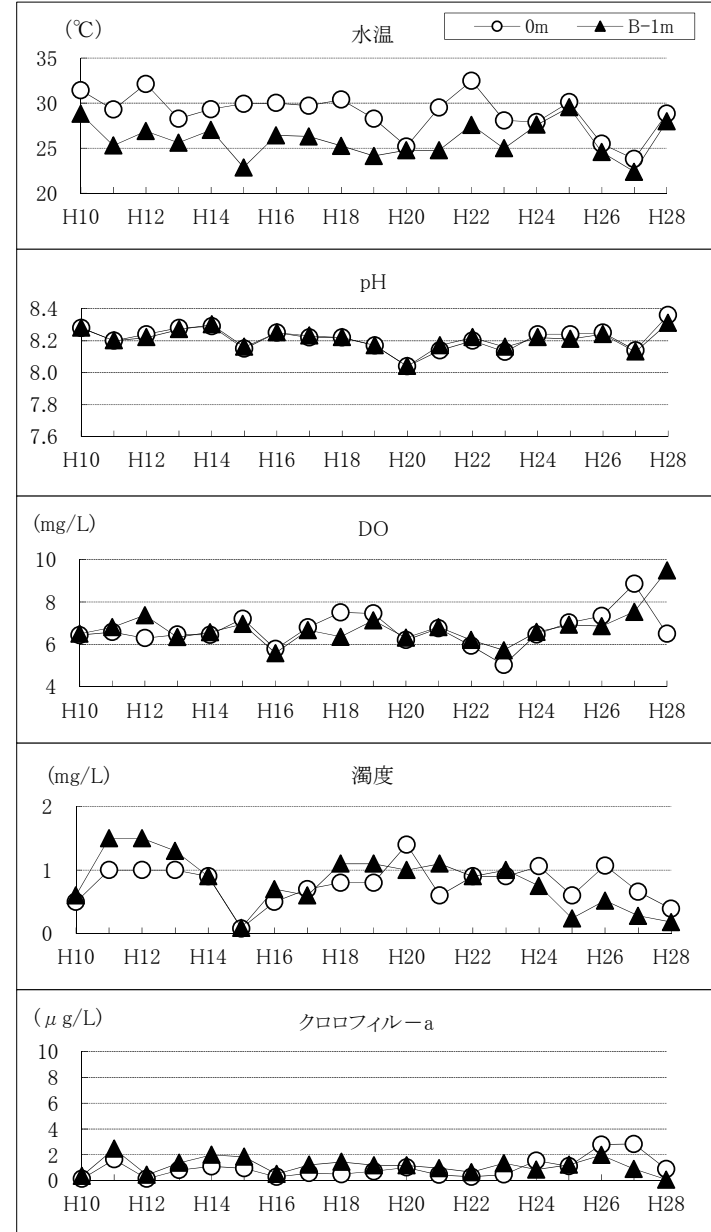 (℃)
水温
0m B-1m
35
30
25
20
H10 H12 H14 H16 H18 H20 H22 H24 H26 H28
pH
8.4
8.2
8.0
7.8
7.6
H10 H12 H14 H16 H18 H20 H22 H24 H26 H28
(mg/L)
DO
10
8
6
4
H10 H12 H14 H16 H18 H20 H22 H24 H26 H28
(mg/L)
濁度
2
1
0
H10 H12 H14 H16 H18 H20 H22 H24 H26 H28
(μg/L)
クロロフィル－a
10
8
6
4
2
0
H10 H12 H14 H16 H18 H20 H22 H24 H26 H28